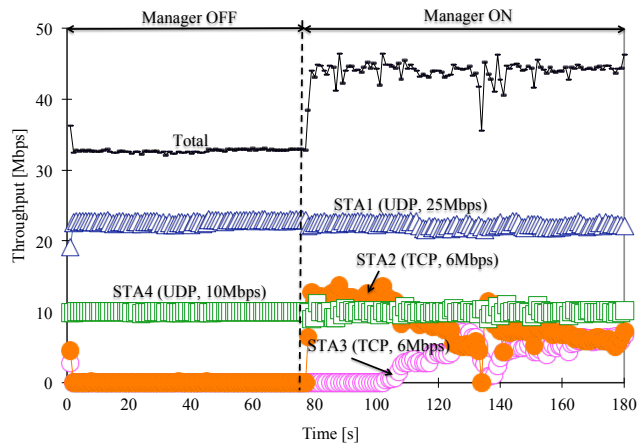 Manager OFF
Manager ON
50
40
30
20
10
0
Throughput [Mbps]
Total
STA1 (UDP, 25Mbps)
STA2 (TCP, 6Mbps)
STA4 (UDP, 10Mbps)
STA3 (TCP, 6Mbps)
0 20 40 60 80 100 120 140 160 180
Time [s]